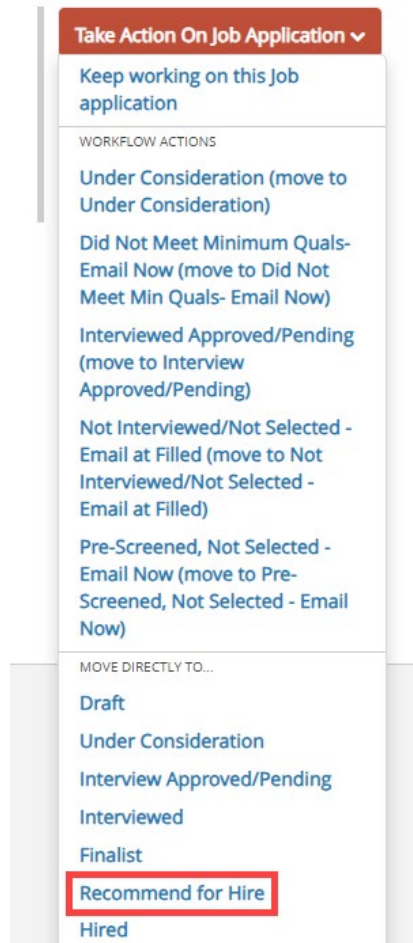 Take Action On Job Application
Keep working on this Job
application
WORKFLOW ACTIONS
Under Consideration (move to
Under Consideration)
Did Not Meet Minimum Quals-
Email Now (move to Did Not
Meet Min Quals- Email Now)
Interviewed Approved/Pending
(move to Interview
Approved/Pending)
Not Interviewed/Not Selected -
Email at Filled (move to Not
Interviewed/Not Selected -
Email at Filled)
Pre-Screened, Not Selected -
Email Now (move to Pre-
Screened, Not Selected - Email
Now)
MOVE DIRECTLY TO...
Draft
Under Consideration
Interview Approved/Pending
Interviewed
Finalist
Recommend for Hire
Hired